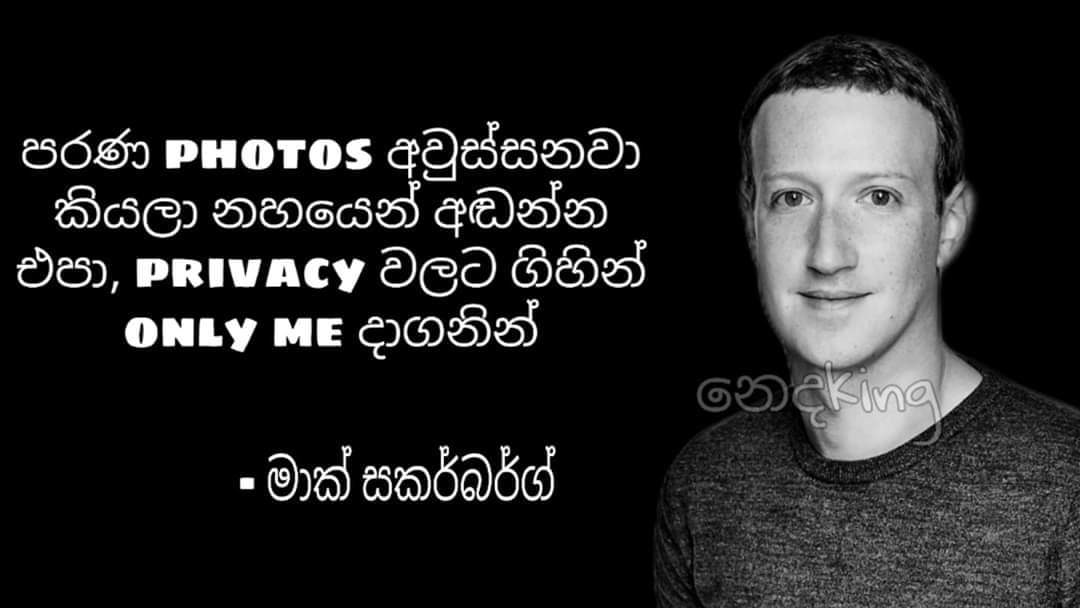 පරණ PHOTOS අවුස්සනවා
කියලා නහයෙන් අඬන්න
එපා, PRIVACY වලට ගිහින්
ONLY ME දාගනින්
- මාක් සකර්බර්ග්
නොදking